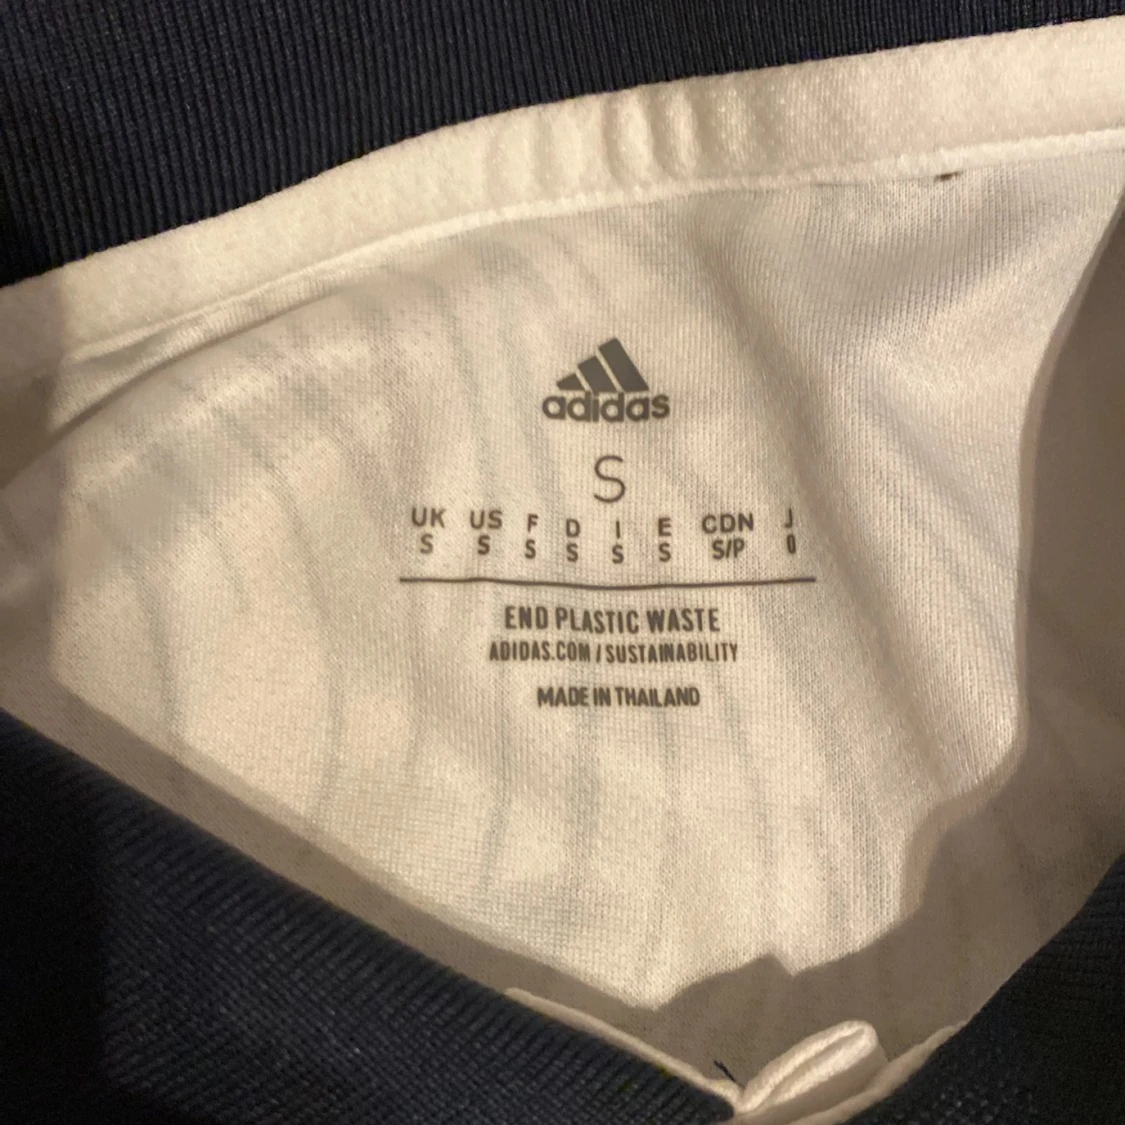 adidas
S
UK US F D I E CDN J
S S S S S S S/P O
END PLASTIC WASTE
ADIDAS.COM / SUSTAINABILITY
MADE IN THAILAND